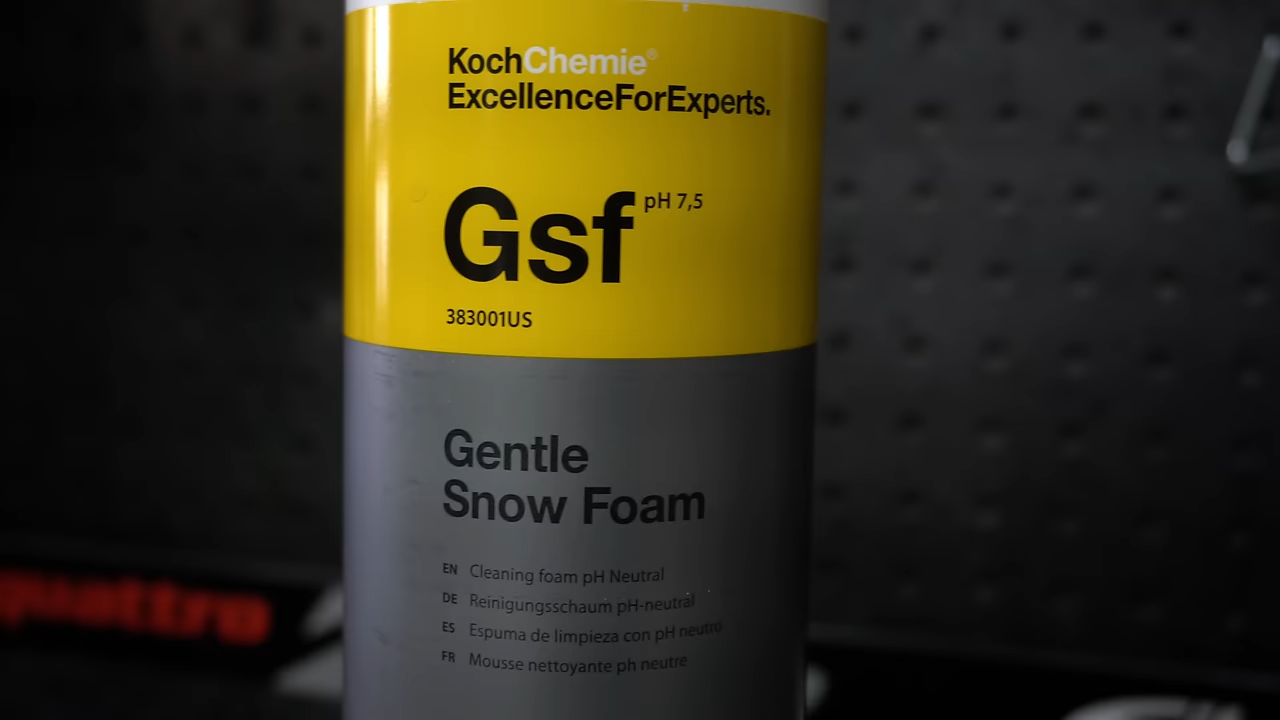 KochChemie®
ExcellenceForExperts.
Gsf pH 7,5
383001US
Gentle
Snow Foam
EN Cleaning foam pH Neutral
DE Reinigungsschaum pH-neutral
ES Espuma de limpieza con pH neutro
FR Mousse nettoyante ph neutre
quattro